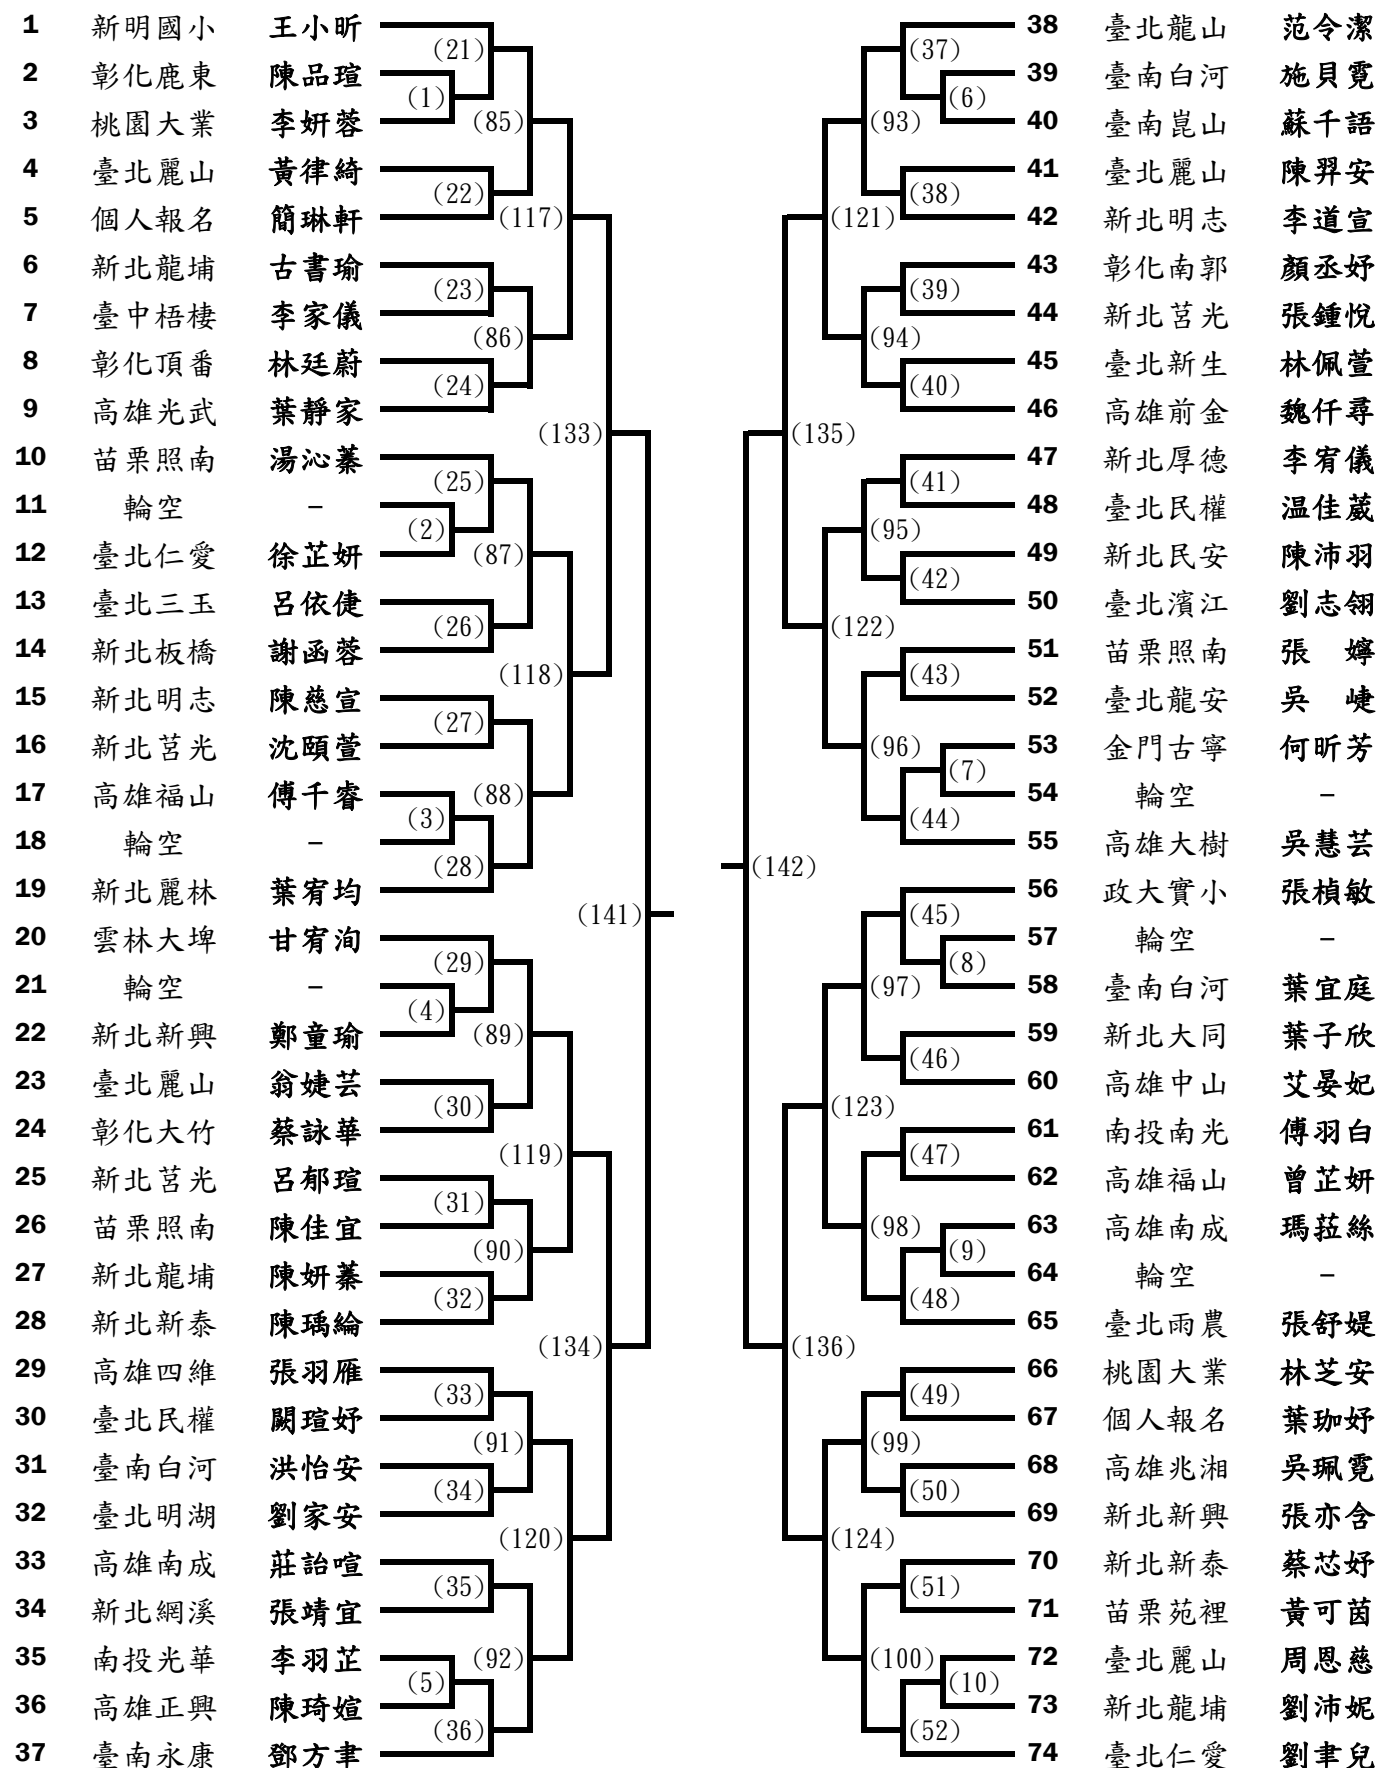 1 新明國小 王小昕
(21)
2 彰化鹿東 陳品瑄
(1)
3 桃園大業 李妍蓉
(85)
4 臺北麗山 黃律綺
(22)
5 個人報名 簡琳軒
(117)
6 新北龍埔 古書瑜
(23)
7 臺中梧棲 李家儀
(86)
8 彰化頂番 林廷蔚
(24)
9 高雄光武 葉靜家
(133)
10 苗栗照南 湯沁蓁
(25)
11 輪空 –
(2)
12 臺北仁愛 徐芷妍
(87)
13 臺北三玉 呂依倢
(26)
14 新北板橋 謝函蓉
(118)
15 新北明志 陳慈宣
(27)
16 新北莒光 沈頤萱
17 高雄福山 傅千睿
(88)
(3)
18 輪空 –
(28)
19 新北麗林 葉宥均
(141)
20 雲林大埤 甘宥洵
(29)
21 輪空 –
(4)
22 新北新興 鄭童瑜
(89)
23 臺北麗山 翁婕芸
(30)
24 彰化大竹 蔡詠華
(119)
25 新北莒光 呂郁瑄
(31)
26 苗栗照南 陳佳宜
(90)
27 新北龍埔 陳妍蓁
(32)
28 新北新泰 陳瑀綸
(134)
29 高雄四維 張羽雁
(33)
30 臺北民權 闕瑄妤
(91)
31 臺南白河 洪怡安
(34)
32 臺北明湖 劉家安
(120)
33 高雄南成 莊詒喧
(35)
34 新北網溪 張靖宜
35 南投光華 李羽芷
(92)
(5)
36 高雄正興 陳琦媗
(36)
37 臺南永康 鄧方聿
38 臺北龍山 范令潔
(37)
39 臺南白河 施貝霓
(6)
40 臺南崑山 蘇千語
(93)
41 臺北麗山 陳羿安
(38)
42 新北明志 李道宣
(121)
43 彰化南郭 顏丞妤
(39)
44 新北莒光 張鍾悅
(94)
45 臺北新生 林佩萱
(40)
46 高雄前金 魏仟尋
(135)
47 新北厚德 李宥儀
(41)
48 臺北民權 温佳葳
(95)
49 新北民安 陳沛羽
(42)
50 臺北濱江 劉志翎
(122)
51 苗栗照南 張 嬣
(43)
52 臺北龍安 吳 崨
(96)
53 金門古寧 何昕芳
(7)
54 輪空 –
(44)
55 高雄大樹 吳慧芸
(142)
56 政大實小 張楨敏
(45)
57 輪空 –
(8)
58 臺南白河 葉宜庭
(97)
59 新北大同 葉子欣
(46)
60 高雄中山 艾晏妃
(123)
61 南投南光 傅羽白
(47)
62 高雄福山 曾芷妍
(98)
63 高雄南成 瑪菈絲
(9)
64 輪空 –
(48)
65 臺北雨農 張舒媞
(136)
66 桃園大業 林芝安
(49)
67 個人報名 葉珈妤
(99)
68 高雄兆湘 吳珮霓
(50)
69 新北新興 張亦含
(124)
70 新北新泰 蔡芯妤
(51)
71 苗栗苑裡 黃可茵
(100)
72 臺北麗山 周恩慈
(10)
73 新北龍埔 劉沛妮
(52)
74 臺北仁愛 劉聿兒